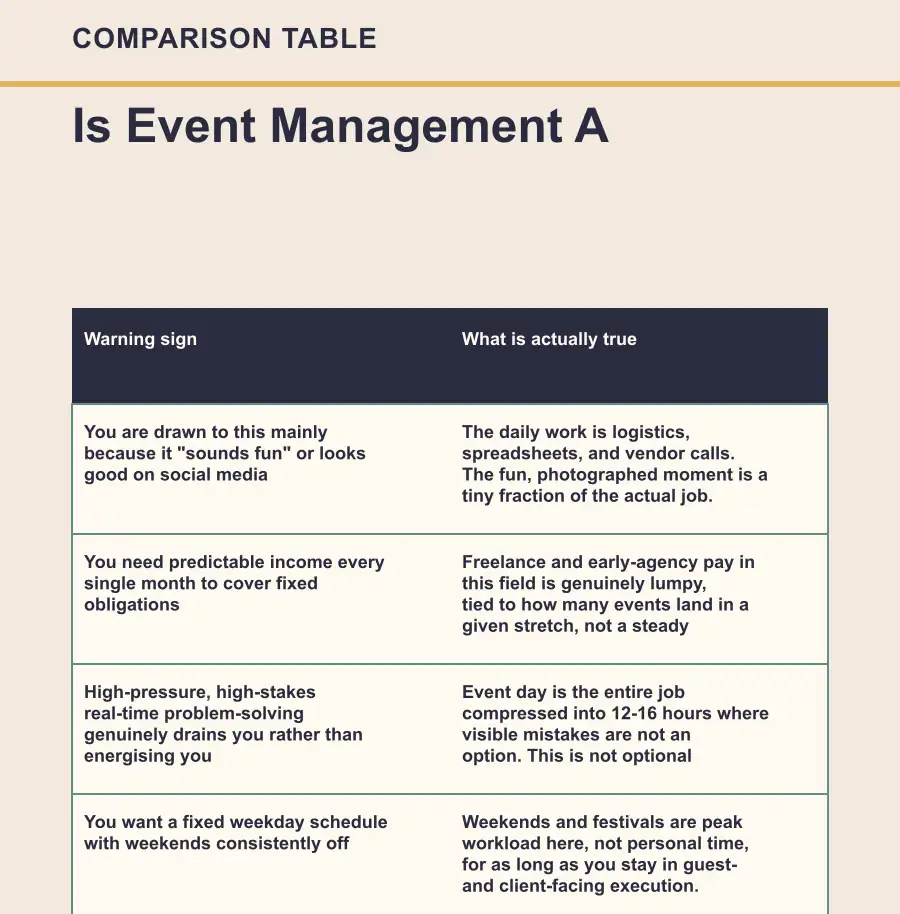 COMPARISON TABLE
Is Event Management A
Warning sign
What is actually true
You are drawn to this mainly
because it "sounds fun" or looks
good on social media
The daily work is logistics,
spreadsheets, and vendor calls.
The fun, photographed moment is a
tiny fraction of the actual job.
You need predictable income every
single month to cover fixed
obligations
Freelance and early-agency pay in
this field is genuinely lumpy,
tied to how many events land in a
given stretch, not a steady
High-pressure, high-stakes
real-time problem-solving
genuinely drains you rather than
energising you
Event day is the entire job
compressed into 12-16 hours where
visible mistakes are not an
option. This is not optional
You want a fixed weekday schedule
with weekends consistently off
Weekends and festivals are peak
workload here, not personal time,
for as long as you stay in guest-
and client-facing execution.